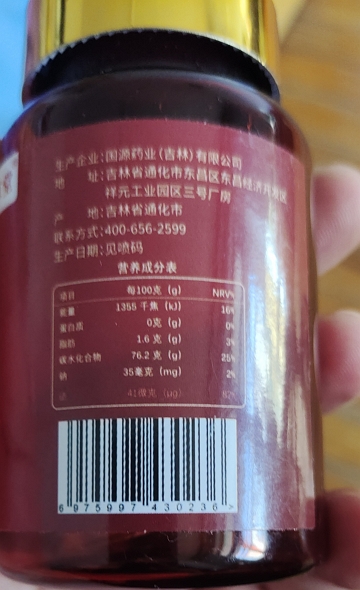 生产企业:国源药业(吉林)有限公司
地 址:吉林省通化市东昌区东昌经济开发区
祥元工业园区三号厂房
产 地:吉林省通化市
联系方式:400-656-2599
生产日期:见喷码
营养成分表
项目 每100克 (g) NRV%
能量 1355 千焦 (kJ) 16%
蛋白质 0克 (g) 0%
脂肪 1.6 克 (g) 3%
碳水化合物 76.2 克 (g) 25%
钠 35毫克 (mg) 2%
41微克 (μg) 82%
6 975997 430236 >